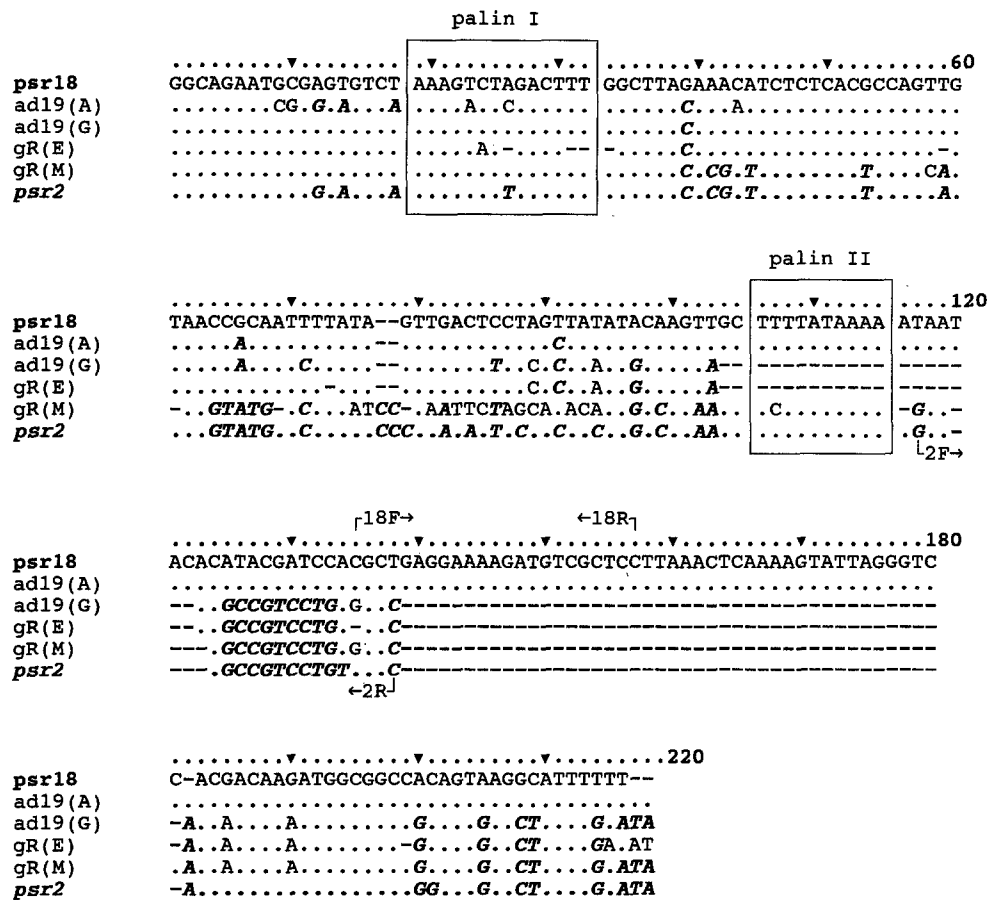 palin I
..........▼......... .▼.........▼... ........▼.........▼..........60
psr18 GGCAGAATGCGAGTGTCT AAAGTCTAGACTTT GGCTTAGAAACATCTCTCACGCCAGTTG
ad19(A) ........CG.G.A...A ....A..C...... ......C...A.................
ad19(G) .................. .............. ......C.....................
gR(E) .................. .....A.-....-- -.....C...................-.
gR(M) .................. .............. ......C.CG.T........T....CA.
psr2 ...........G.A...A .......T...... ......C.CG.T........T.....A.
palin II
.........▼.........▼.........▼.........▼..... ....▼...... ....120
psr18 TAACCGCAATTTTATA--GTTGACTCCTAGTTATATACAAGTTGC TTTTATAAAAA ATAAT
ad19(A) .....A..........--............C.............. ........... .....
ad19(G) .....A....C.....--.......T..C.C..A..G.....A-- ----------- -----
gR(E) ............-...--..........C.C..A..G.....A-- ----------- -----
gR(M) -..GTATG-.C...ATCC-.AATTCTAGCA.ACA..G.C..AA.. .C......... -G..-
psr2 ...GTATG..C.....CCC..A.A.T.C..C..C..G.C..AA.. ........... .G..-
└2F→
┌18F→ ←18R┐
.........▼.........▼.........▼.........▼.........▼..........180
psr18 ACACATACGATCCACGCTGAGGAAAAGATGTCGCTCCTTAAACTCAAAAGTATTAGGGTC
ad19(A) ............................................................
ad19(G) --..GCCGTCCTG.G..C------------------------------------------
gR(E) --..GCCGTCCTG.-..C------------------------------------------
gR(M) ---.GCCGTCCTG.G..C------------------------------------------
psr2 ---.GCCGTCCTGT...C------------------------------------------
←2R┘
.........▼.........▼.........▼.........220
psr18 C-ACGACAAGATGGCGGCCACAGTAAGGCATTTTTT--
ad19(A) ......................................
ad19(G) -A..A....A.........G....G..CT....G.ATA
gR(E) -A..A....A........-G....G..CT....GA.AT
gR(M) .A..A....A.........G....G..CT....G.ATA
psr2 -A.................GG...G..CT....G.ATA